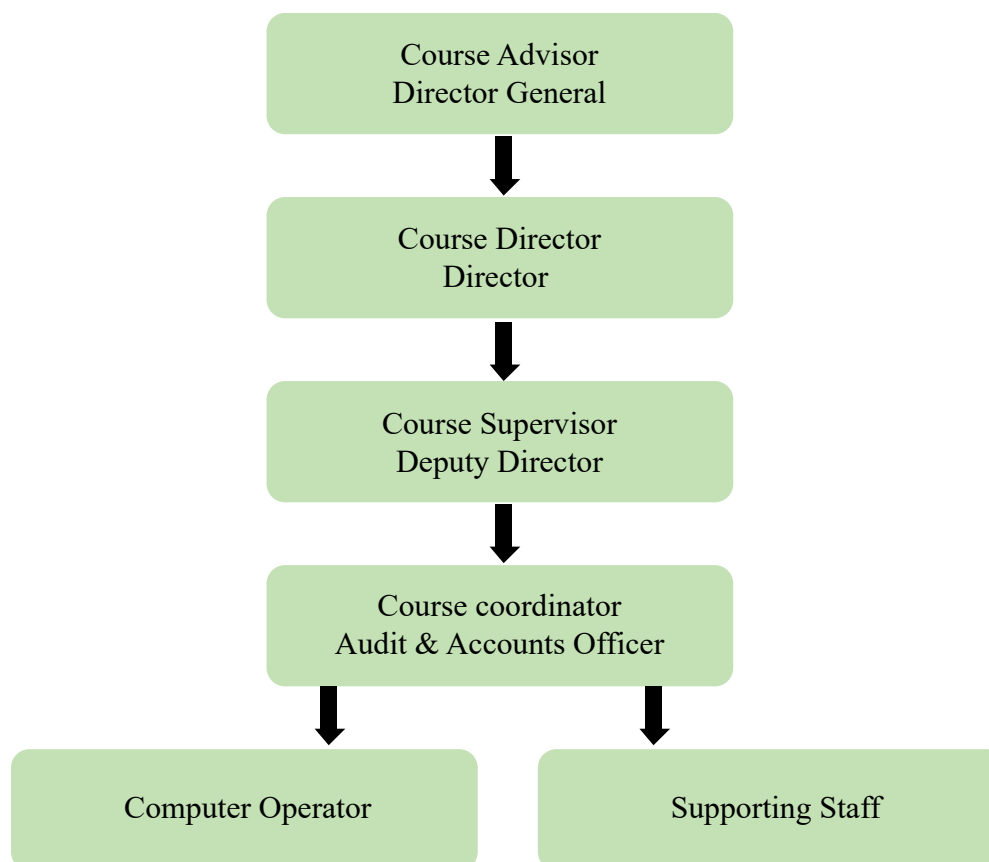 Course Advisor
Director General
Course Director
Director
Course Supervisor
Deputy Director
Course coordinator
Audit & Accounts Officer
Computer Operator
Supporting Staff